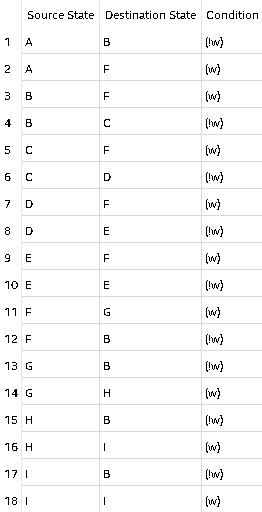 Source State Destination State Condition
1 A B (!w)
2 A F (w)
3 B F (w)
4 B C (!w)
5 C F (w)
6 C D (!w)
7 D F (w)
8 D E (!w)
9 E F (w)
10 E E (!w)
11 F G (w)
12 F B (!w)
13 G B (!w)
14 G H (w)
15 H B (!w)
16 H I (w)
17 I B (!w)
18 I I (w)